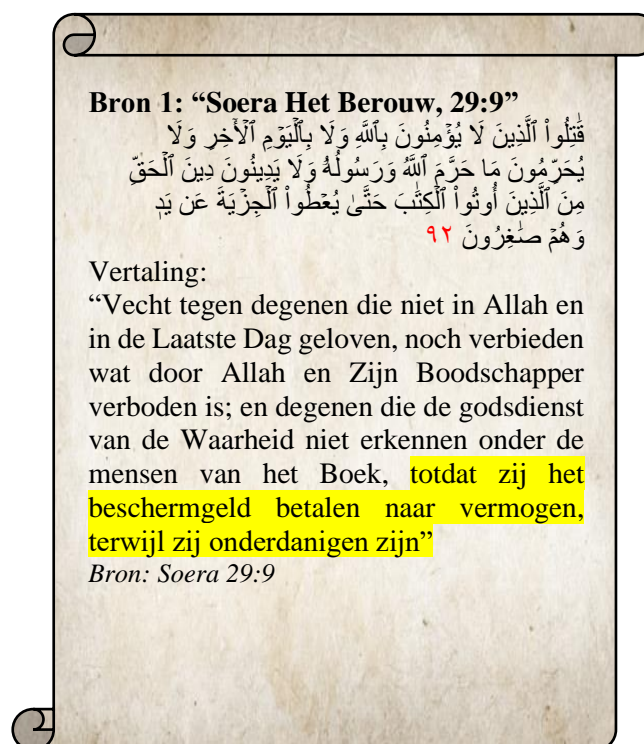 Bron 1: “Soera Het Berouw, 29:9”
قَٰتِلُواْ ٱلَّذِينَ لَا يُؤۡمِنُونَ بِٱللَّهِ وَلَا بِٱلۡيَوۡمِ ٱلۡأٓخِرِ وَلَا
يُحَرِّمُونَ مَا حَرَّمَ ٱللَّهُ وَرَسُولُهُۥ وَلَا يَدِينُونَ دِينَ ٱلۡحَقِّ
مِنَ ٱلَّذِينَ أُوتُواْ ٱلۡكِتَٰبَ حَتَّىٰ يُعۡطُواْ ٱلۡجِزۡيَةَ عَن يَدٖ
وَهُمۡ صَٰغِرُونَ ٩٢
Vertaling:
“Vecht tegen degenen die niet in Allah en
in de Laatste Dag geloven, noch verbieden
wat door Allah en Zijn Boodschapper
verboden is; en degenen die de godsdienst
van de Waarheid niet erkennen onder de
mensen van het Boek, totdat zij het
beschermgeld betalen naar vermogen,
terwijl zij onderdanigen zijn”
Bron: Soera 29:9